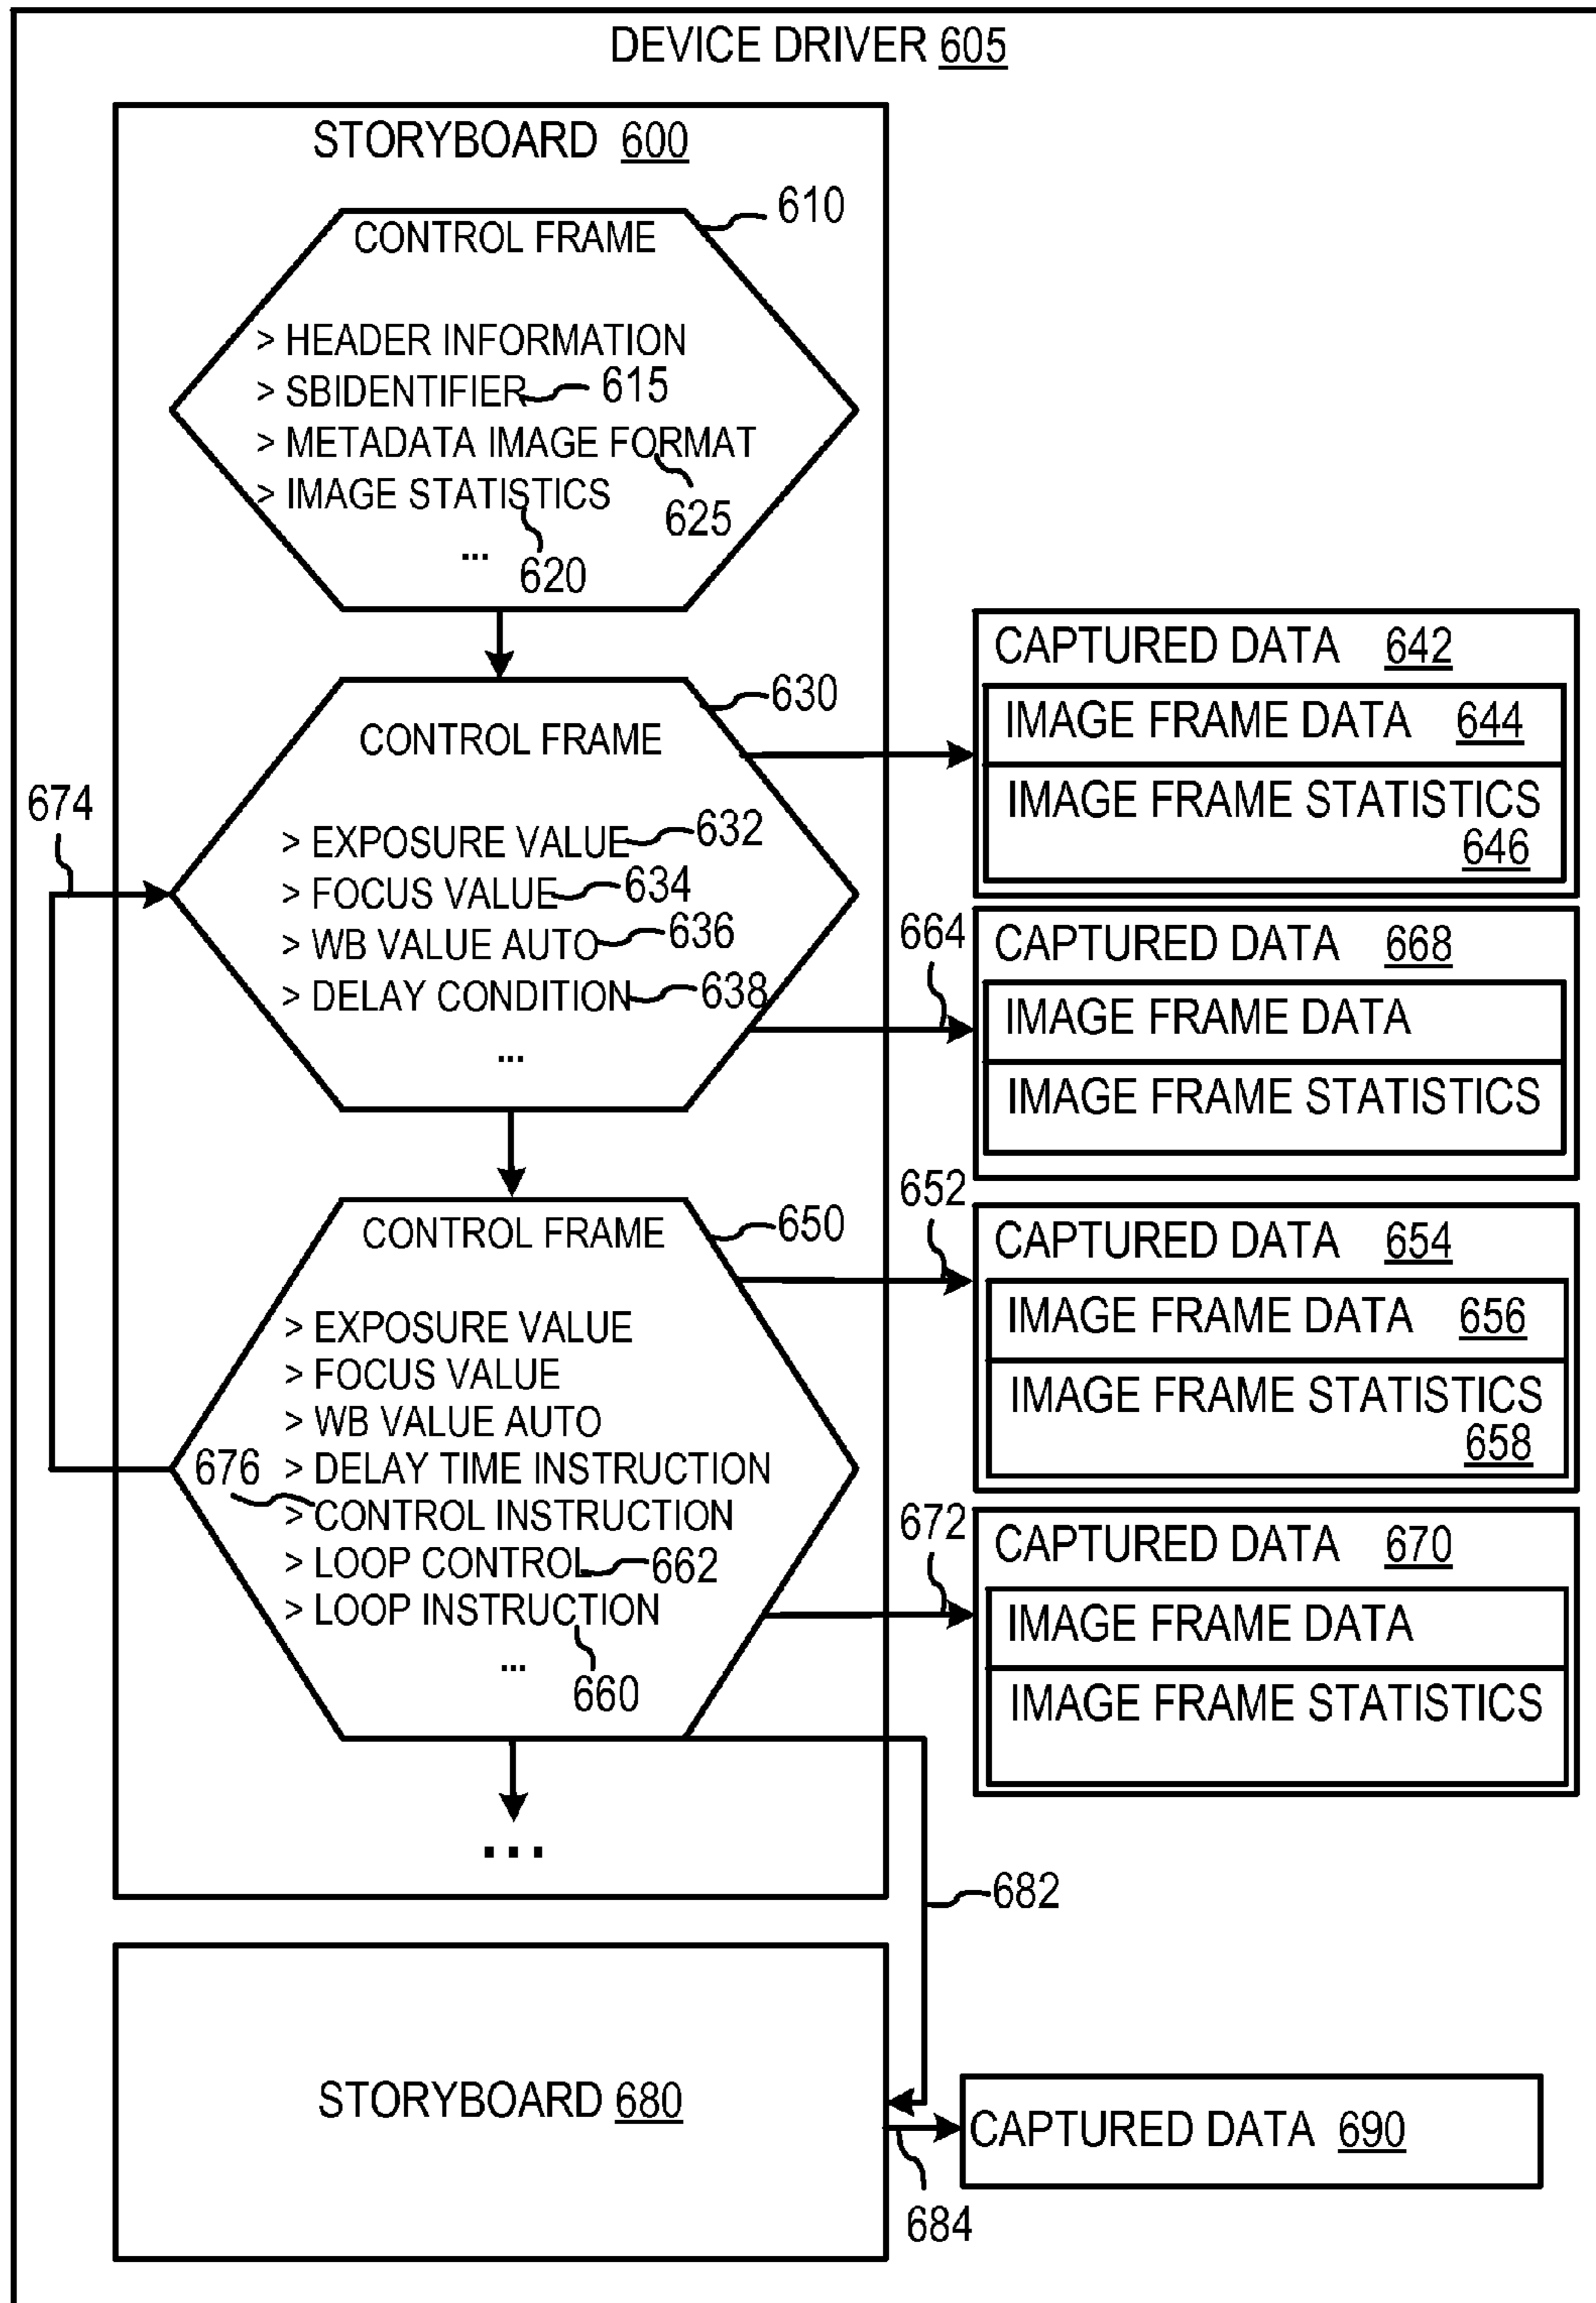 DEVICE DRIVER 605
STORYBOARD 600
610
CONTROL FRAME
> HEADER INFORMATION
> SBIDENTIFIER 615
> METADATA IMAGE FORMAT
625
> IMAGE STATISTICS
620
...
630
CONTROL FRAME
> EXPOSURE VALUE 632
> FOCUS VALUE 634
> WB VALUE AUTO 636
> DELAY CONDITION 638
...
674
CAPTURED DATA 642
IMAGE FRAME DATA 644
IMAGE FRAME STATISTICS
646
664
CAPTURED DATA 668
IMAGE FRAME DATA
IMAGE FRAME STATISTICS
650
CONTROL FRAME
> EXPOSURE VALUE
> FOCUS VALUE
> WB VALUE AUTO
> DELAY TIME INSTRUCTION
676
> CONTROL INSTRUCTION
> LOOP CONTROL 662
> LOOP INSTRUCTION
660
...
652
CAPTURED DATA 654
IMAGE FRAME DATA 656
IMAGE FRAME STATISTICS
658
672
CAPTURED DATA 670
IMAGE FRAME DATA
IMAGE FRAME STATISTICS
...
682
STORYBOARD 680
CAPTURED DATA 690
684